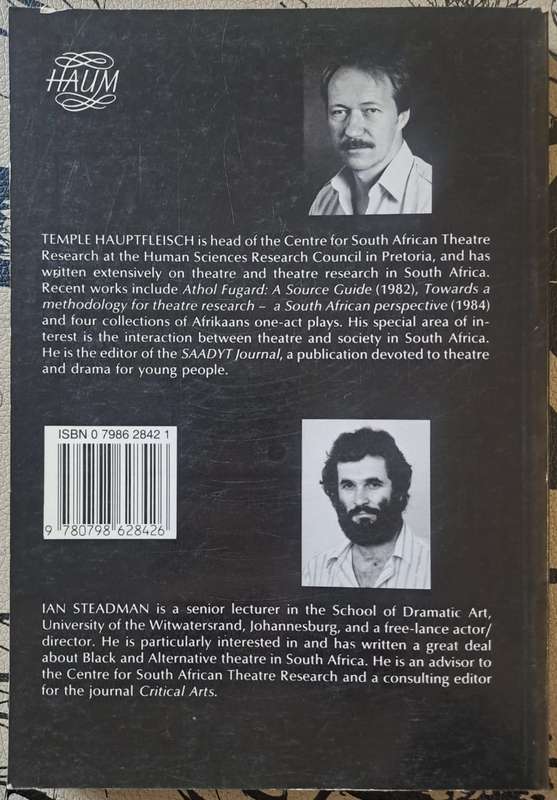 HAUM
TEMPLE HAUPTFLEISCH is head of the Centre for South African Theatre
Research at the Human Sciences Research Council in Pretoria, and has
written extensively on theatre and theatre research in South Africa.
Recent works include Athol Fugard: A Source Guide (1982), Towards a
methodology for theatre research – a South African perspective (1984)
and four collections of Afrikaans one-act plays. His special area of in-
terest is the interaction between theatre and society in South Africa.
He is the editor of the SAADYT Journal, a publication devoted to theatre
and drama for young people.
ISBN 0 7986 2842 1
9 780798 628426
IAN STEADMAN is a senior lecturer in the School of Dramatic Art,
University of the Witwatersrand, Johannesburg, and a free-lance actor/
director. He is particularly interested in and has written a great deal
about Black and Alternative theatre in South Africa. He is an advisor to
the Centre for South African Theatre Research and a consulting editor
for the journal Critical Arts.